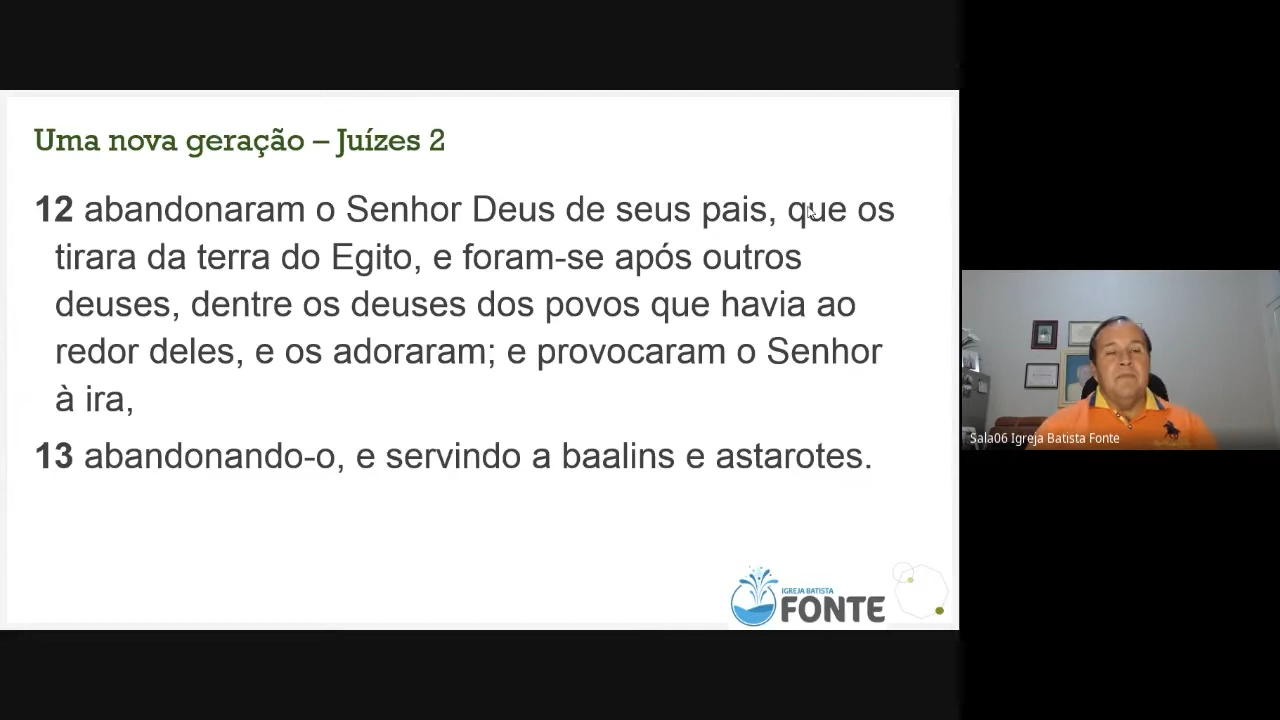 Uma nova geração – Juízes 2
12 abandonaram o Senhor Deus de seus pais, que os
tirara da terra do Egito, e foram-se após outros
deuses, dentre os deuses dos povos que havia ao
redor deles, e os adoraram; e provocaram o Senhor
à ira,
13 abandonando-o, e servindo a baalins e astarotes.
IGREJA BATISTA
FONTE
Sala06 Igreja Batista Fonte